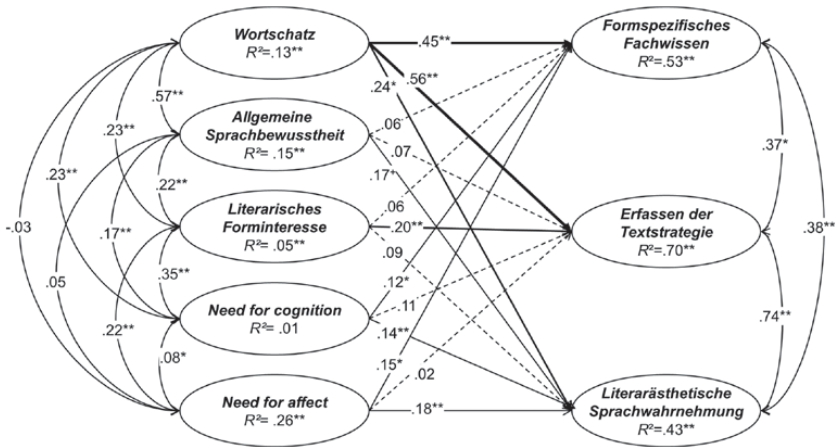 Wortschatz
R²=.13**
Allgemeine
Sprachbewusstheit
R²= .15**
Literarisches
Forminteresse
R²= .05**
Need for cognition
R²= .01
Need for affect
R²= .26**
Formspezifisches
Fachwissen
R²=.53**
Erfassen der
Textstrategie
R²=.70**
Literarästhetische
Sprachwahrnehmung
R²=.43**
.57**
.23**
.23**
.22**
-.03
.17**
.05
.35**
.22**
.08*
.45**
.56**
.24*
.06
.07
.17*
.06
.20**
.09
.12*
.11
.14**
.15*
.02
.18**
.37*
.38**
.74**